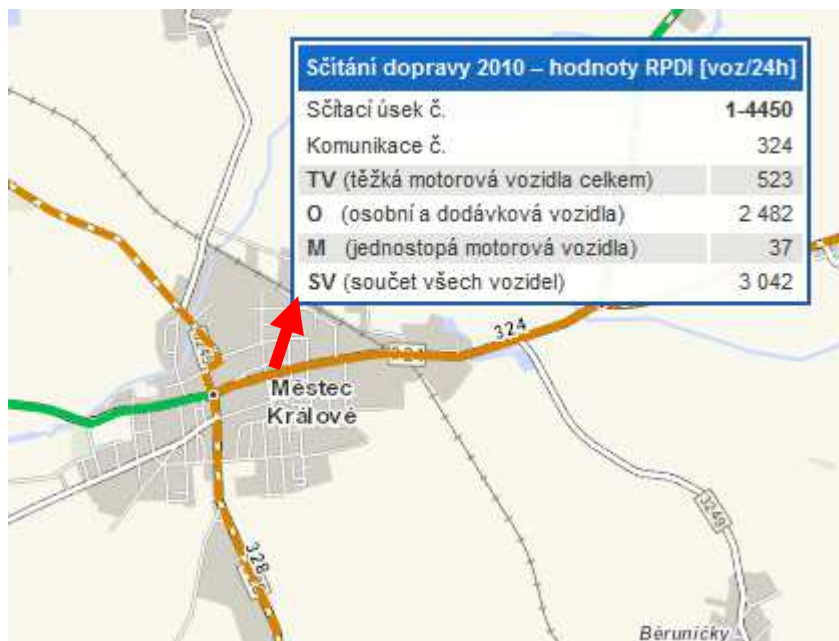 Sčítání dopravy 2010 – hodnoty RPDI [voz/24h]
Sčítací úsek č. 1-4450
Komunikace č. 324
TV (těžká motorová vozidla celkem) 523
O (osobní a dodávková vozidla) 2 482
M (jednostopá motorová vozidla) 37
SV (součet všech vozidel) 3 042
324
324
Městec
Králové
3249
328
Běruničky